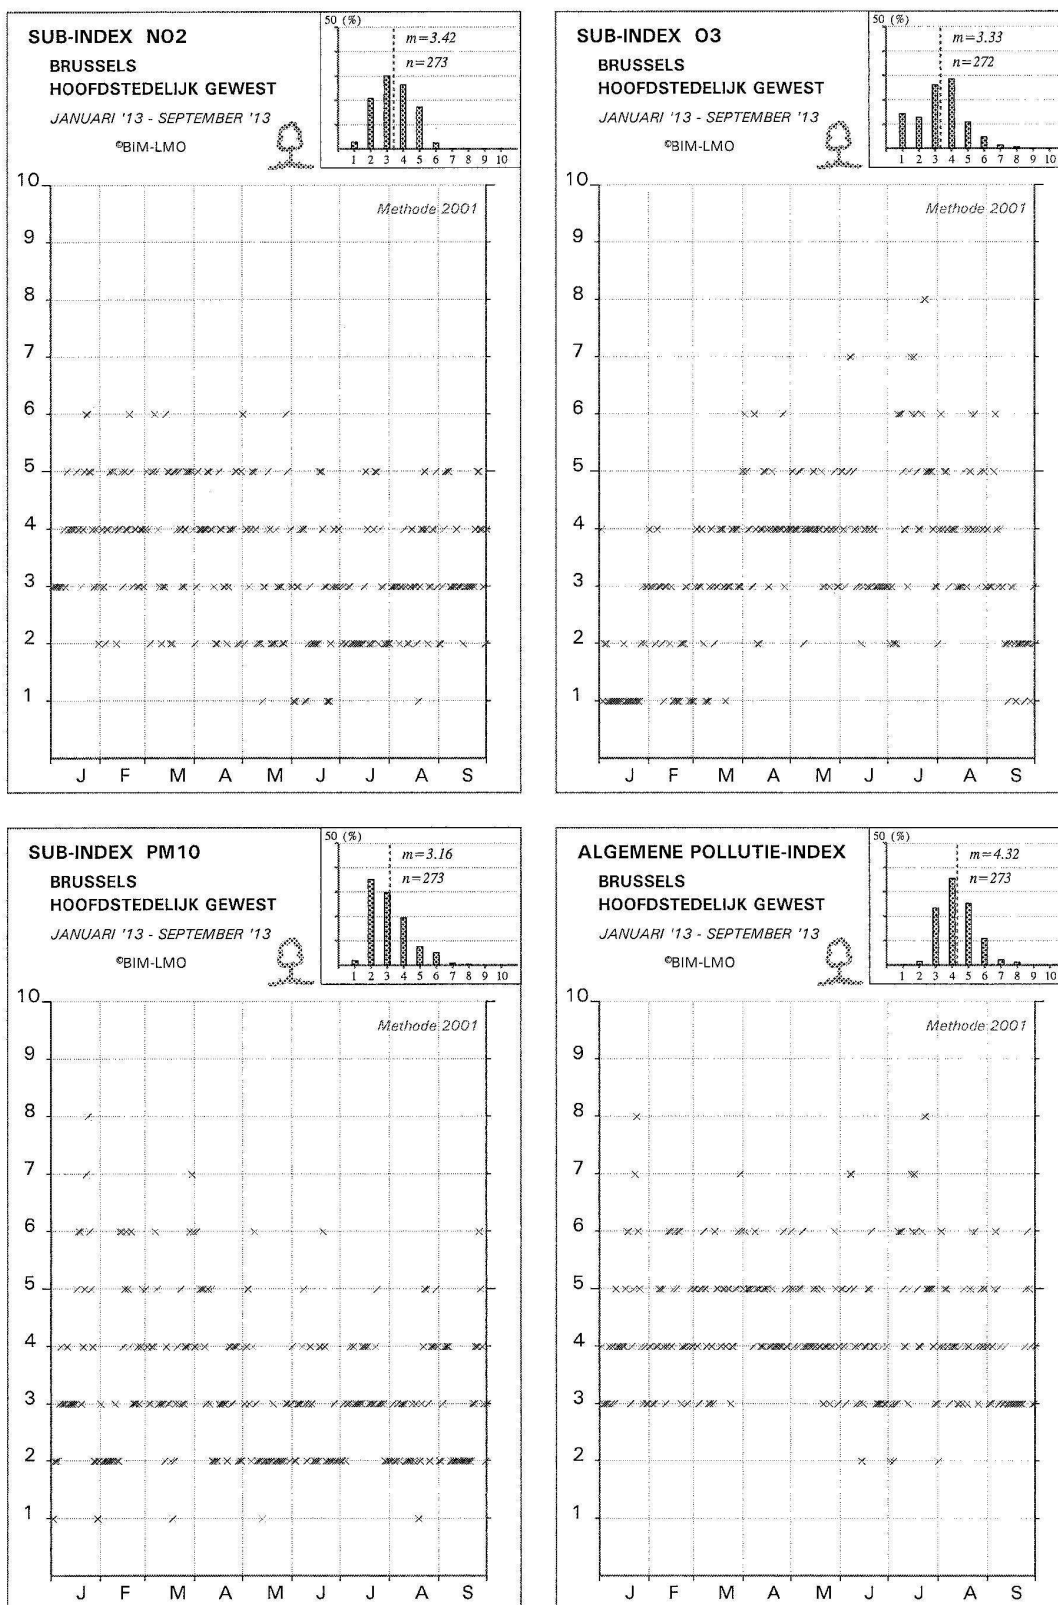 SUB-INDEX NO2
BRUSSELS
HOOFDSTEDELIJK GEWEST
JANUARI '13 - SEPTEMBER '13
©BIM-LMO
50 (%)
m=3.42
n=273
1 2 3 4 5 6 7 8 9 10
Methode 2001
10
9
8
7
6
5
4
3
2
1
J F M A M J J A S
SUB-INDEX O3
BRUSSELS
HOOFDSTEDELIJK GEWEST
JANUARI '13 - SEPTEMBER '13
©BIM-LMO
50 (%)
m=3.33
n=272
1 2 3 4 5 6 7 8 9 10
Methode 2001
10
9
8
7
6
5
4
3
2
1
J F M A M J J A S
SUB-INDEX PM10
BRUSSELS
HOOFDSTEDELIJK GEWEST
JANUARI '13 - SEPTEMBER '13
©BIM-LMO
50 (%)
m=3.16
n=273
1 2 3 4 5 6 7 8 9 10
Methode 2001
10
9
8
7
6
5
4
3
2
1
J F M A M J J A S
ALGEMENE POLLUTIE-INDEX
BRUSSELS
HOOFDSTEDELIJK GEWEST
JANUARI '13 - SEPTEMBER '13
©BIM-LMO
50 (%)
m=4.32
n=273
1 2 3 4 5 6 7 8 9 10
Methode 2001
10
9
8
7
6
5
4
3
2
1
J F M A M J J A S